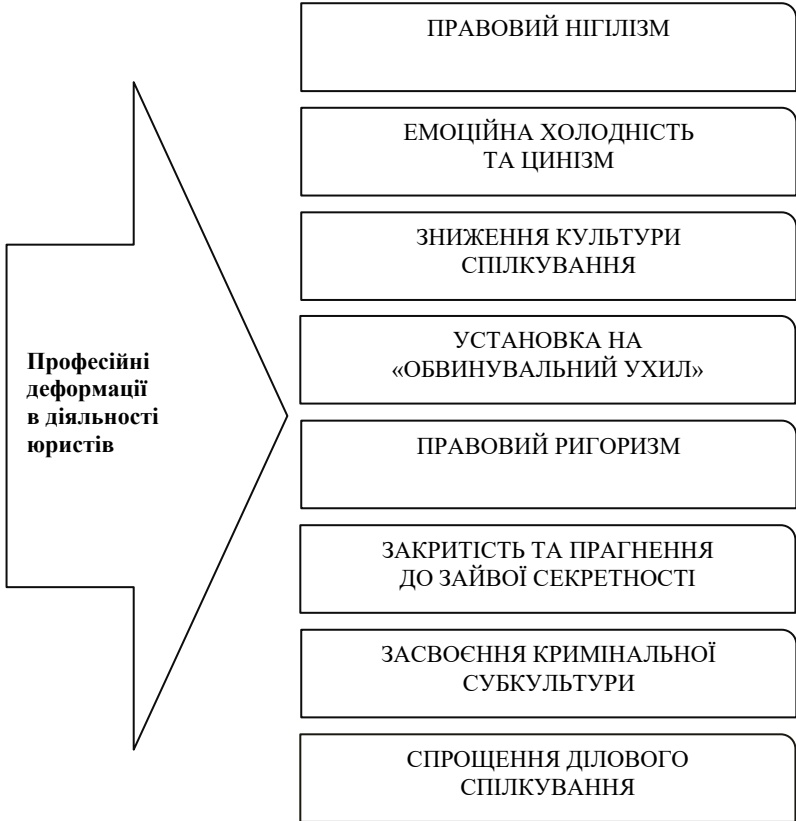 Професійні
деформації
в діяльності
юристів
ПРАВОВИЙ НІГІЛІЗМ
ЕМОЦІЙНА ХОЛОДНІСТЬ
ТА ЦИНІЗМ
ЗНИЖЕННЯ КУЛЬТУРИ
СПІЛКУВАННЯ
УСТАНОВКА НА
«ОБВИНУВАЛЬНИЙ УХИЛ»
ПРАВОВИЙ РИГОРИЗМ
ЗАКРИТІСТЬ ТА ПРАГНЕННЯ
ДО ЗАЙВОЇ СЕКРЕТНОСТІ
ЗАСВОЄННЯ КРИМІНАЛЬНОЇ
СУБКУЛЬТУРИ
СПРОЩЕННЯ ДІЛОВОГО
СПІЛКУВАННЯ